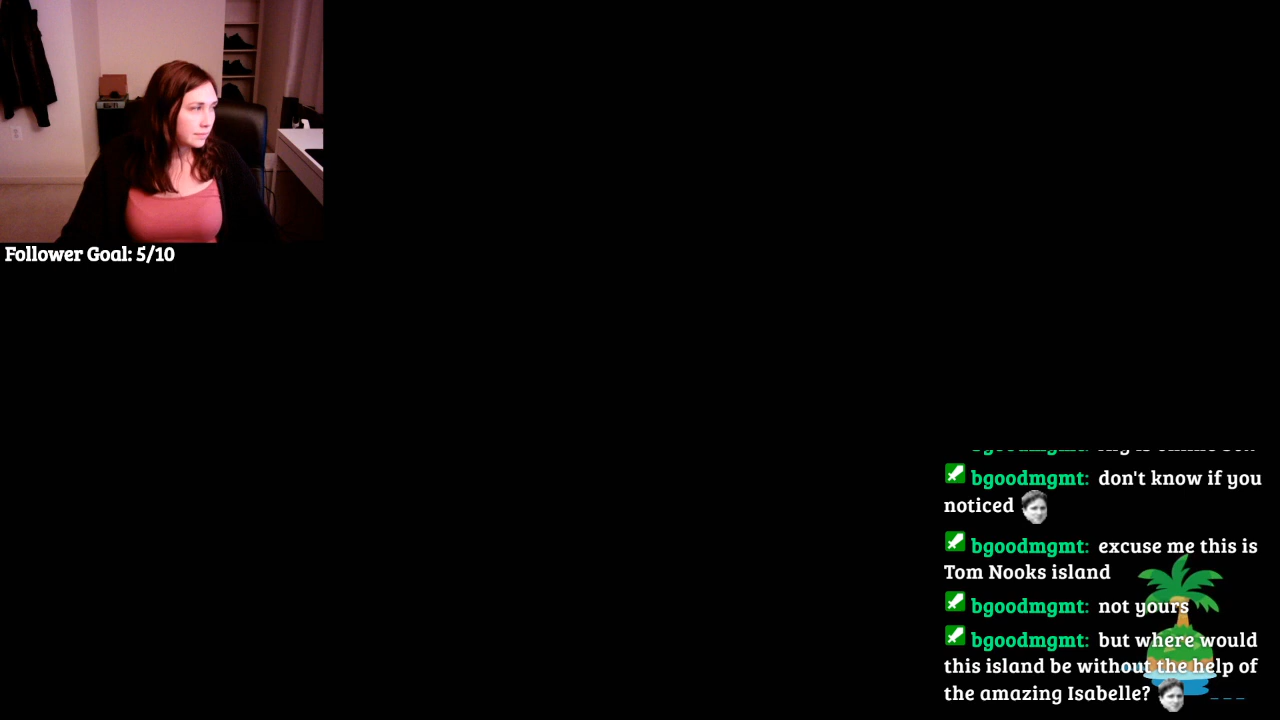 Follower Goal: 5/10
bgoodmgmt: don't know if you
noticed
bgoodmgmt: excuse me this is
Tom Nooks island
bgoodmgmt: not yours
bgoodmgmt: but where would
this island be without the help of
the amazing Isabelle?